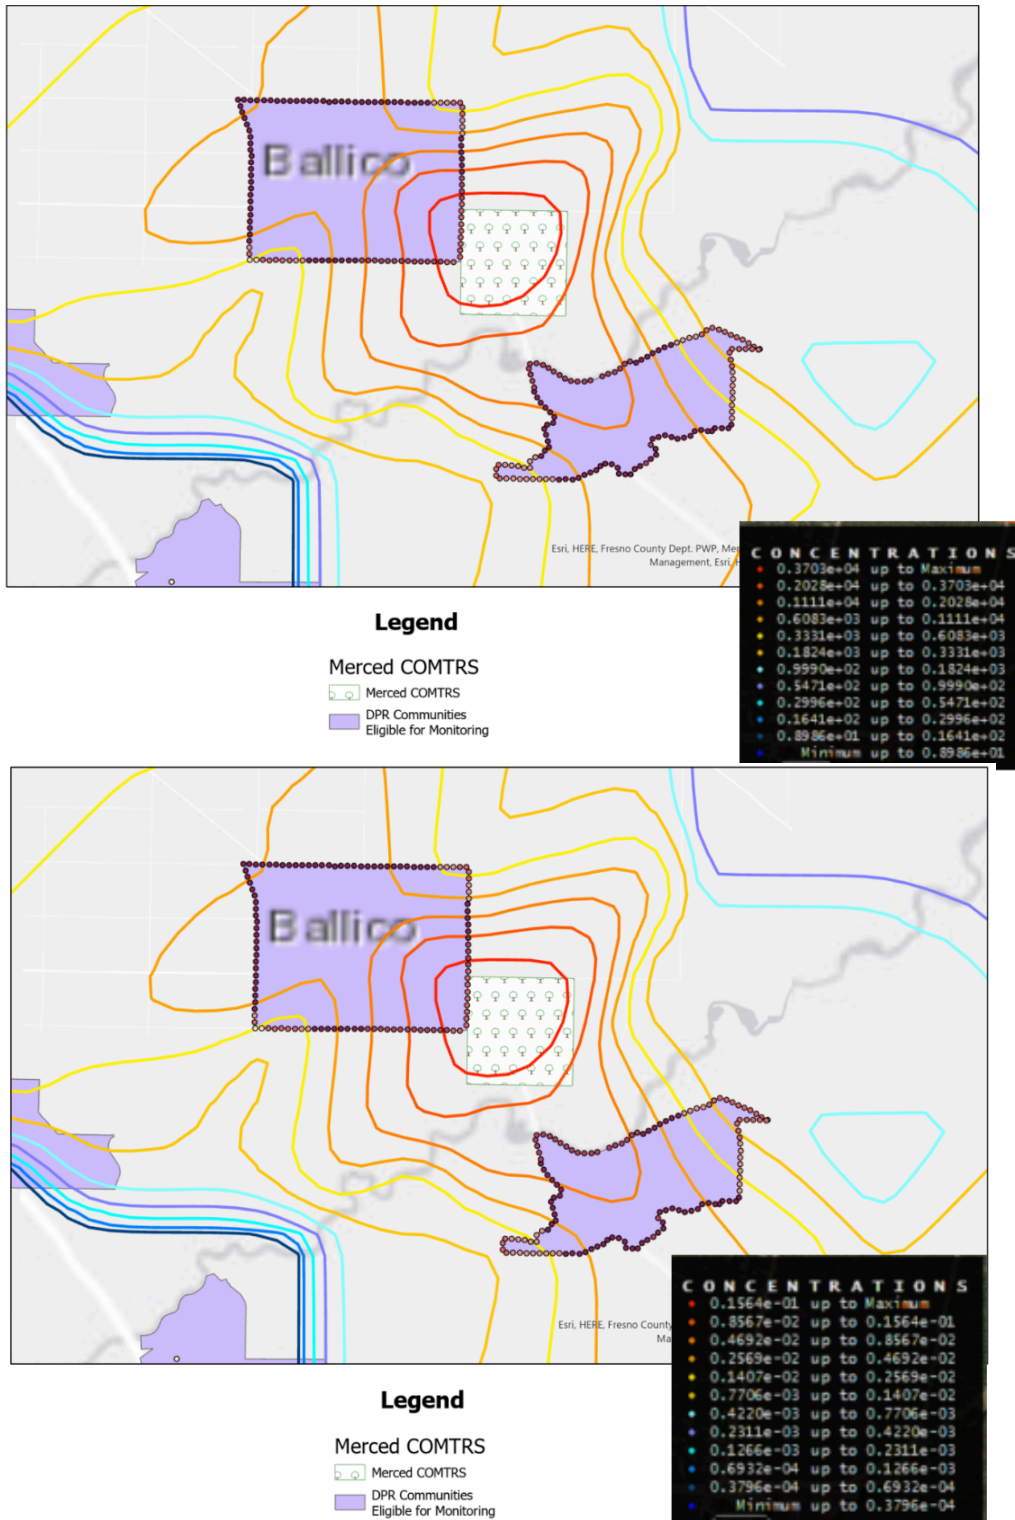 Ballico
Esri, HERE, Fresno County Dept. PWP, Mer
Management, Esri, H
CONCENTRATIONS
0.3703e+04 up to Maximum
0.2028e+04 up to 0.3703e+04
0.1111e+04 up to 0.2028e+04
0.6083e+03 up to 0.1111e+04
0.3331e+03 up to 0.6083e+03
0.1824e+03 up to 0.3331e+03
0.9990e+02 up to 0.1824e+03
0.5471e+02 up to 0.9990e+02
0.2996e+02 up to 0.5471e+02
0.1641e+02 up to 0.2996e+02
0.8986e+01 up to 0.1641e+02
Minimum up to 0.8986e+01
Legend
Merced COMTRS
Merced COMTRS
DPR Communities
Eligible for Monitoring
Ballico
Esri, HERE, Fresno County
Ma
CONCENTRATIONS
0.1564e-01 up to Maximum
0.8567e-02 up to 0.1564e-01
0.4692e-02 up to 0.8567e-02
0.2569e-02 up to 0.4692e-02
0.1407e-02 up to 0.2569e-02
0.7706e-03 up to 0.1407e-02
0.4220e-03 up to 0.7706e-03
0.2311e-03 up to 0.4220e-03
0.1266e-03 up to 0.2311e-03
0.6932e-04 up to 0.1266e-03
0.3796e-04 up to 0.6932e-04
Minimum up to 0.3796e-04
Legend
Merced COMTRS
Merced COMTRS
DPR Communities
Eligible for Monitoring